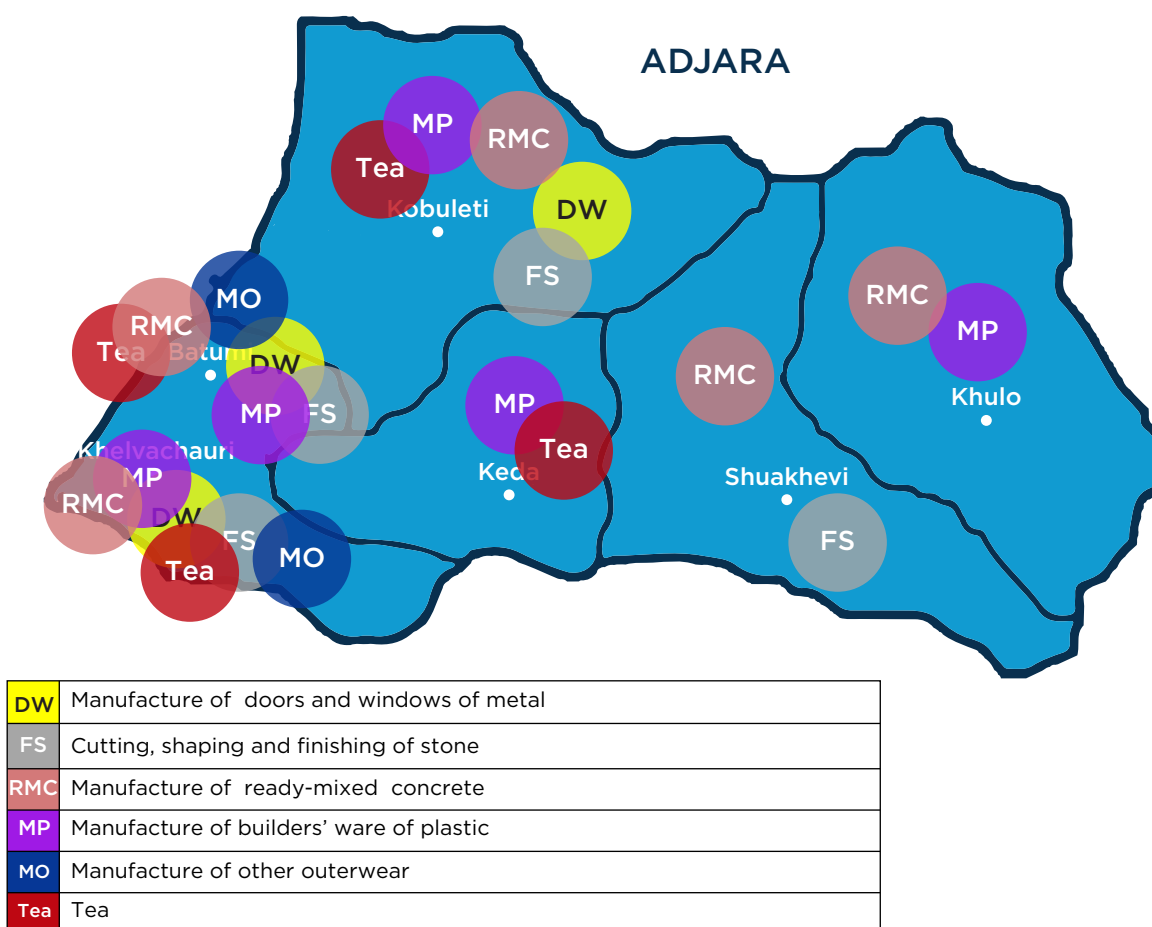 ADJARA
MP
RMC
Tea
Kobuleti
DW
FS
MO
RMC
Tea
Batumi
DW
MP
FS
RMC
MP
Khulo
RMC
MP
Tea
Keda
Shuakhevi
FS
Khelvachauri
MP
RMC
DW
FS
MO
Tea
DW Manufacture of doors and windows of metal
FS Cutting, shaping and finishing of stone
RMC Manufacture of ready-mixed concrete
MP Manufacture of builders’ ware of plastic
MO Manufacture of other outerwear
Tea Tea